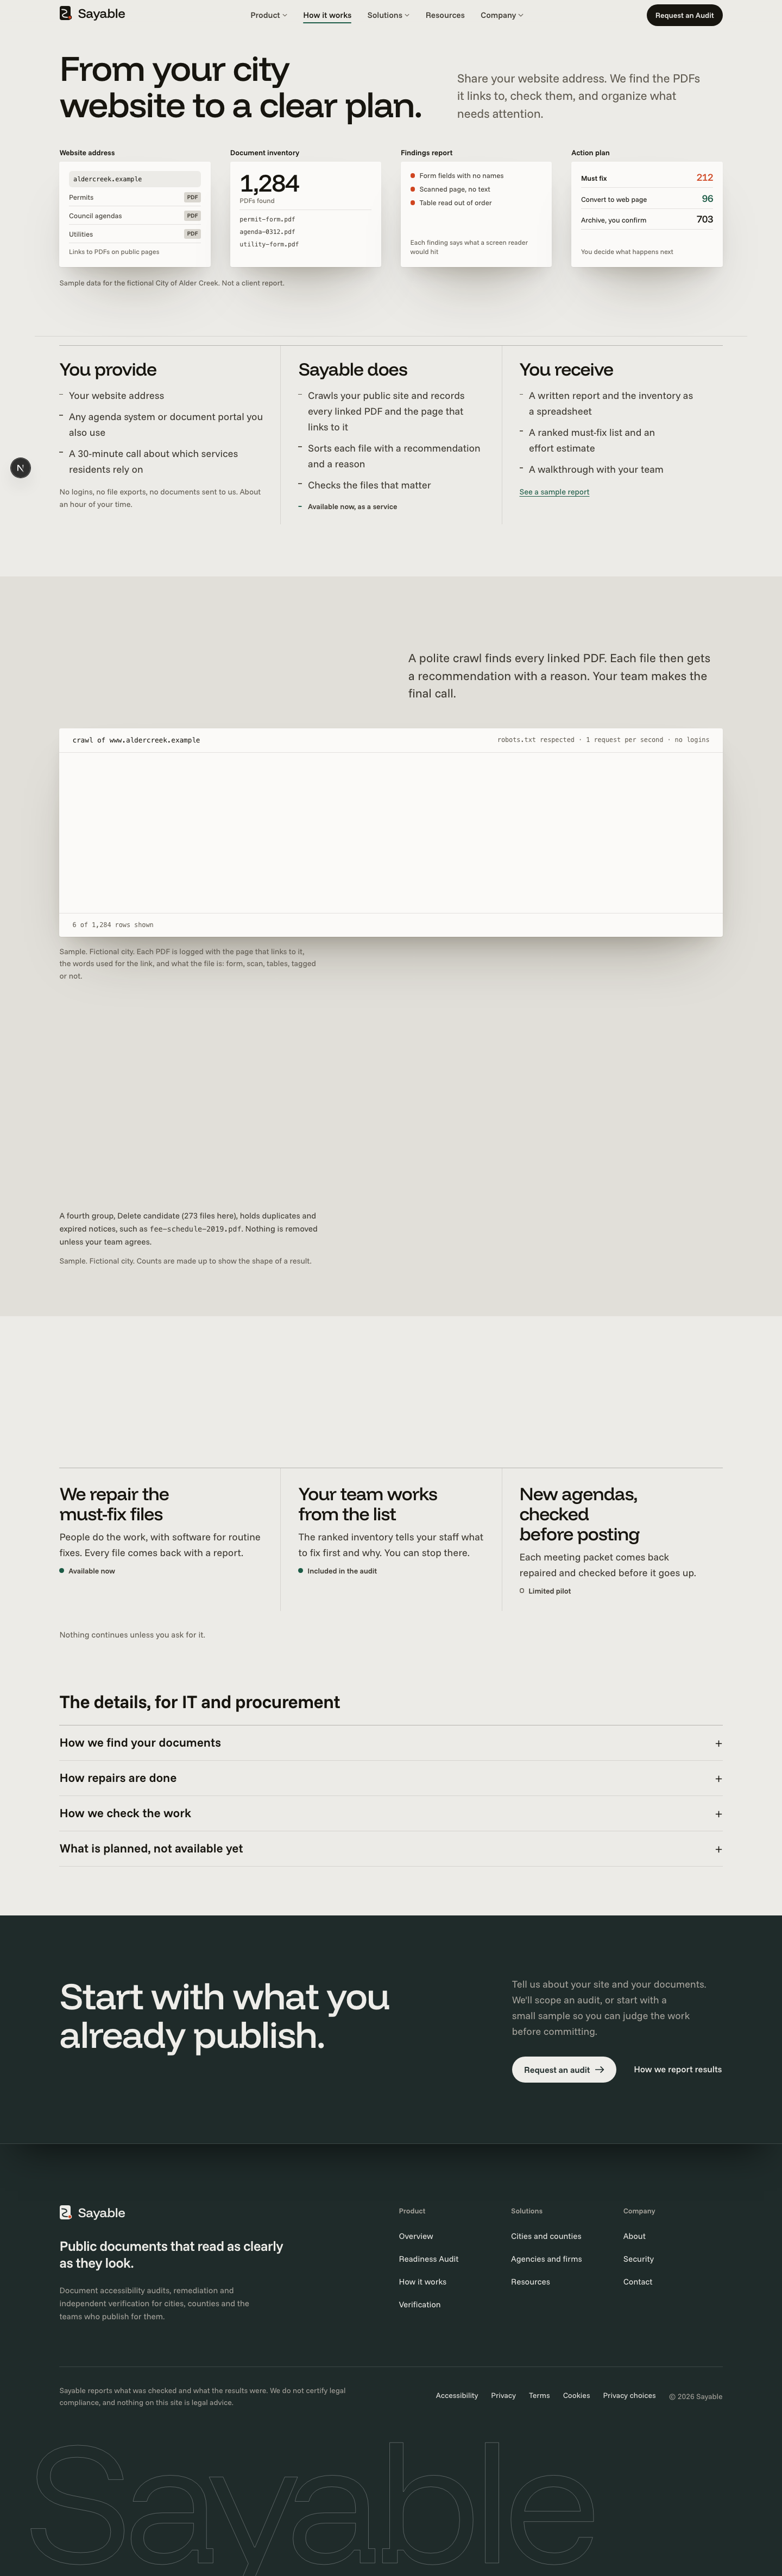 Sayable
Product
How it works
Solutions
Resources
Company
Request an Audit
From your city
website to a clear plan.
Share your website address. We find the PDFs
it links to, check them, and organize what
needs attention.
Website address
aldercreek.example
Permits PDF
Council agendas PDF
Utilities PDF
Links to PDFs on public pages
Document inventory
1,284
PDFs found
permit-form.pdf
agenda-0312.pdf
utility-form.pdf
Findings report
Form fields with no names
Scanned page, no text
Table read out of order
Each finding says what a screen reader
would hit
Action plan
Must fix 212
Convert to web page 96
Archive, you confirm 703
You decide what happens next
Sample data for the fictional City of Alder Creek. Not a client report.
You provide
– Your website address
– Any agenda system or document portal you
also use
– A 30-minute call about which services
residents rely on
No logins, no file exports, no documents sent to us. About
an hour of your time.
Sayable does
– Crawls your public site and records
every linked PDF and the page that
links to it
– Sorts each file with a recommendation
and a reason
– Checks the files that matter
– Available now, as a service
You receive
– A written report and the inventory as
a spreadsheet
– A ranked must-fix list and an
effort estimate
– A walkthrough with your team
See a sample report
N
A polite crawl finds every linked PDF. Each file then gets
a recommendation with a reason. Your team makes the
final call.
crawl of www.aldercreek.example
robots.txt respected · 1 request per second · no logins
6 of 1,284 rows shown
Sample. Fictional city. Each PDF is logged with the page that links to it,
the words used for the link, and what the file is: form, scan, tables, tagged
or not.
A fourth group, Delete candidate (273 files here), holds duplicates and
expired notices, such as fee-schedule-2019.pdf. Nothing is removed
unless your team agrees.
Sample. Fictional city. Counts are made up to show the shape of a result.
We repair the
must-fix files
People do the work, with software for routine
fixes. Every file comes back with a report.
Available now
Your team works
from the list
The ranked inventory tells your staff what
to fix first and why. You can stop there.
Included in the audit
New agendas,
checked
before posting
Each meeting packet comes back
repaired and checked before it goes up.
Limited pilot
Nothing continues unless you ask for it.
The details, for IT and procurement
How we find your documents +
How repairs are done +
How we check the work +
What is planned, not available yet +
Start with what you
already publish.
Tell us about your site and your documents.
We'll scope an audit, or start with a
small sample so you can judge the work
before committing.
Request an audit →
How we report results
Sayable
Public documents that read as clearly
as they look.
Document accessibility audits, remediation and
independent verification for cities, counties and the
teams who publish for them.
Product
Overview
Readiness Audit
How it works
Verification
Solutions
Cities and counties
Agencies and firms
Resources
Company
About
Security
Contact
Sayable reports what was checked and what the results were. We do not certify legal
compliance, and nothing on this site is legal advice.
Accessibility
Privacy
Terms
Cookies
Privacy choices
© 2026 Sayable
Sayable